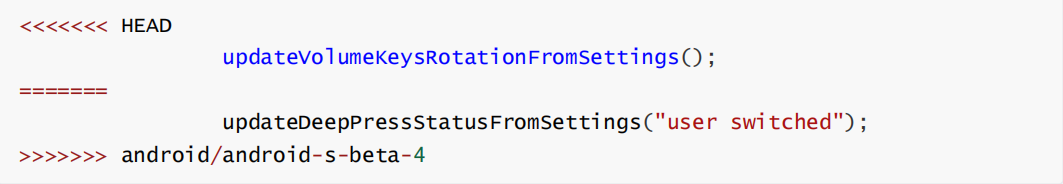 <<<<<<< HEAD
updateVolumeKeysRotationFromSettings();
=======
updateDeepPressStatusFromSettings("user switched");
>>>>>>> android/android-s-beta-4